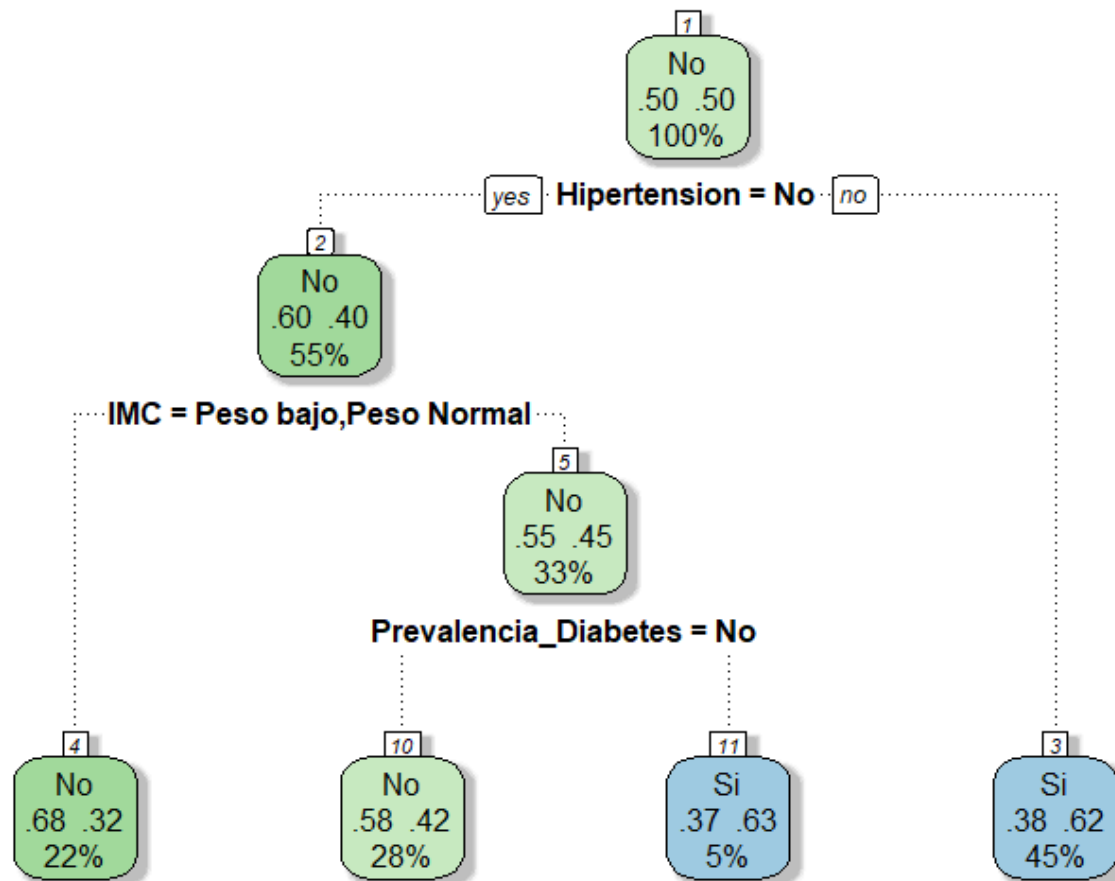 1
No
.50 .50
100%
yes Hipertension = No no
2
No
.60 .40
55%
IMC = Peso bajo,Peso Normal
5
No
.55 .45
33%
Prevalencia_Diabetes = No
4
No
.68 .32
22%
10
No
.58 .42
28%
11
Si
.37 .63
5%
3
Si
.38 .62
45%